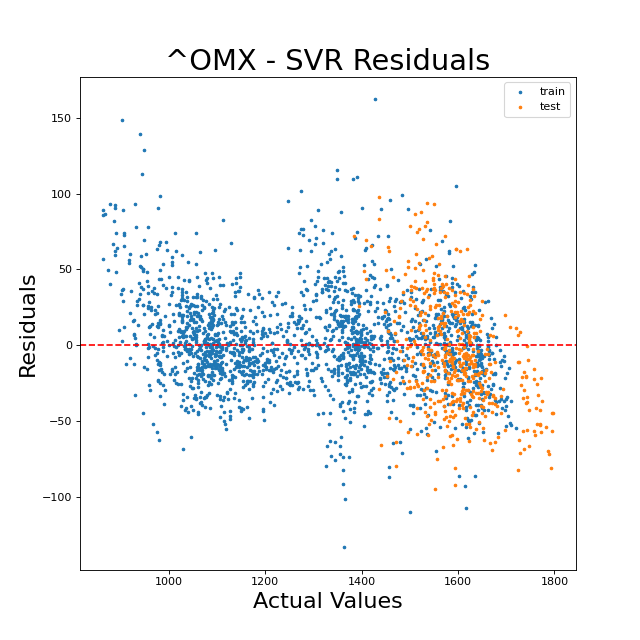 ^OMX - SVR Residuals
train
test
150
100
50
0
−50
−100
Residuals
1000 1200 1400 1600 1800
Actual Values